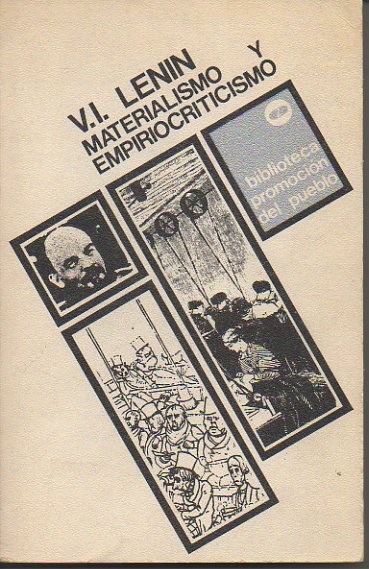 V.I. LENIN
MATERIALISMO Y
EMPIRIOCRITICISMO
biblioteca
promoción
del pueblo